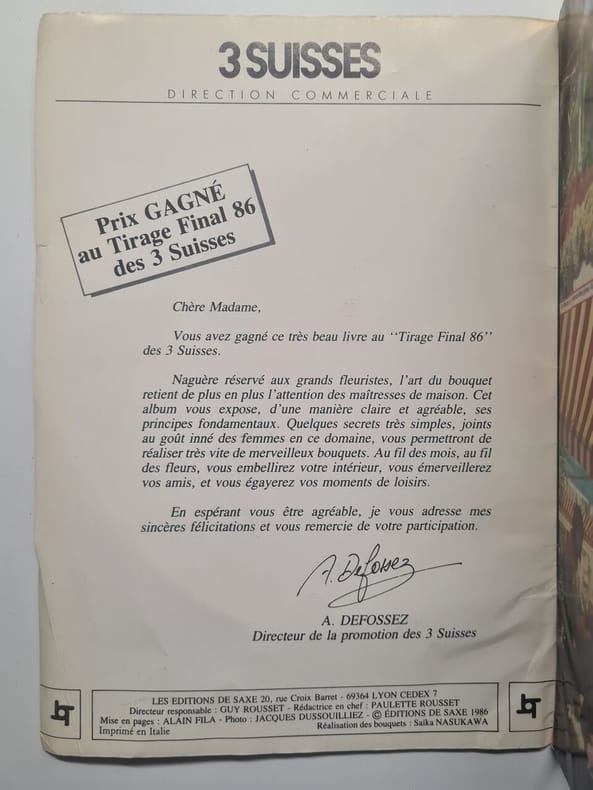 3 SUISSES
DIRECTION COMMERCIALE
Prix GAGNÉ
au Tirage Final 86
des 3 Suisses
Chère Madame,
Vous avez gagné ce très beau livre au ‘‘Tirage Final 86’’
des 3 Suisses.
Naguère réservé aux grands fleuristes, l'art du bouquet
retient de plus en plus l'attention des maîtresses de maison. Cet
album vous expose, d'une manière claire et agréable, ses
principes fondamentaux. Quelques secrets très simples, joints
au goût inné des femmes en ce domaine, vous permettront de
réaliser très vite de merveilleux bouquets. Au fil des mois, au fil
des fleurs, vous embellirez votre intérieur, vous émerveillerez
vos amis, et vous égayerez vos moments de loisirs.
En espérant vous être agréable, je vous adresse mes
sincères félicitations et vous remercie de votre participation.
A. Defossez
A. DEFOSSEZ
Directeur de la promotion des 3 Suisses
LES EDITIONS DE SAXE 20, rue Croix Barret - 69364 LYON CEDEX 7
Directeur responsable : GUY ROUSSET - Rédactrice en chef : PAULETTE ROUSSET
Mise en pages : ALAIN FILA - Photo : JACQUES DUSSOUILLIEZ - © ÉDITIONS DE SAXE 1986
Imprimé en Italie Réalisation des bouquets : Saïka NASUKAWA